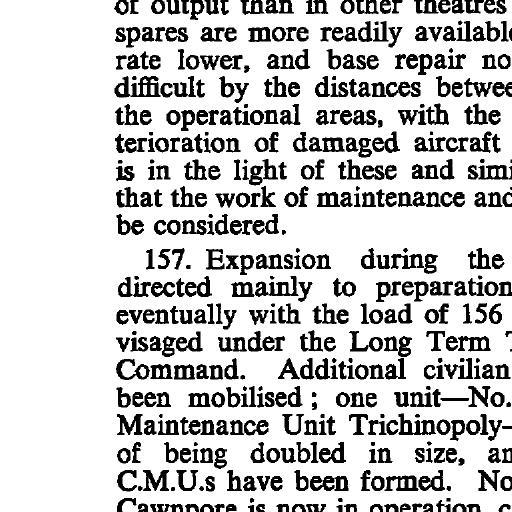 of output than in other theatres
spares are more readily available
rate lower, and base repair no
difficult by the distances betwee
the operational areas, with the
terioration of damaged aircraft
is in the light of these and simi
that the work of maintenance and
be considered.
157. Expansion during the
directed mainly to preparation
eventually with the load of 156
visaged under the Long Term T
Command. Additional civilian
been mobilised ; one unit—No.
Maintenance Unit Trichinopoly—
of being doubled in size, an
C.M.U.s have been formed. No
Cawnpore is now in operation, c